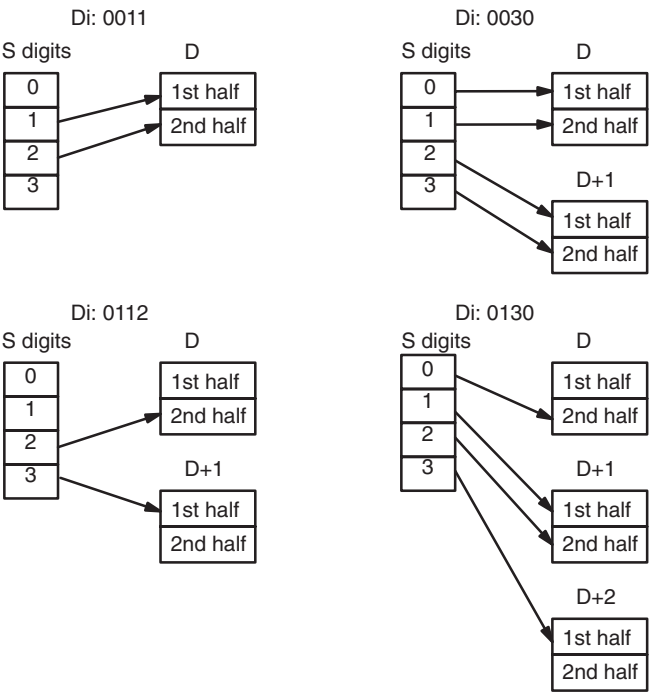 Di: 0011
S digits D
0
1
2
3
1st half
2nd half
Di: 0030
S digits D
0
1
2
3
1st half
2nd half
D+1
1st half
2nd half
Di: 0112
S digits D
0
1
2
3
1st half
2nd half
D+1
1st half
2nd half
Di: 0130
S digits D
0
1
2
3
1st half
2nd half
D+1
1st half
2nd half
D+2
1st half
2nd half